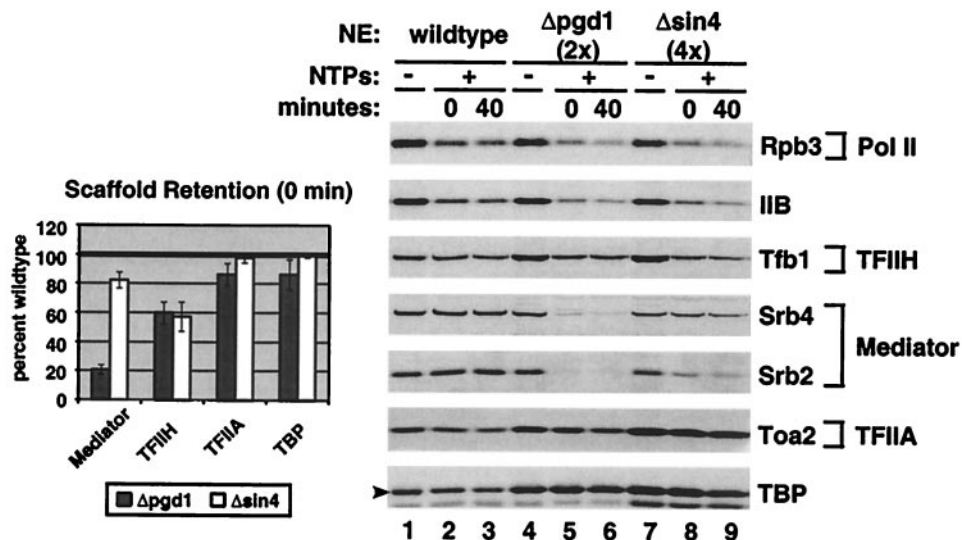 Scaffold Retention (0 min)
percent wildtype
120
100
80
60
40
20
0
Mediator
TFIIH
TFIIA
TBP
Δpgd1 Δsin4
NE: wildtype Δpgd1 (2x) Δsin4 (4x)
NTPs: - + - + - +
minutes: 0 40 0 40 0 40
Rpb3 Pol II
IIB
Tfb1 TFIIH
Srb4
Mediator
Srb2
Toa2 TFIIA
TBP
1 2 3 4 5 6 7 8 9